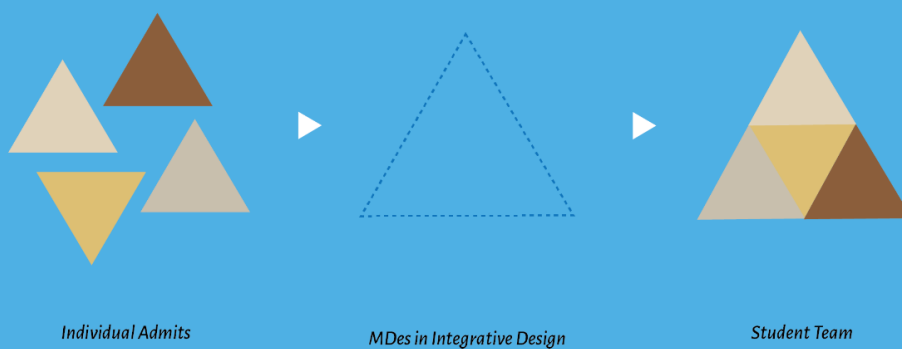 Individual Admits
MDes in Integrative Design
Student Team